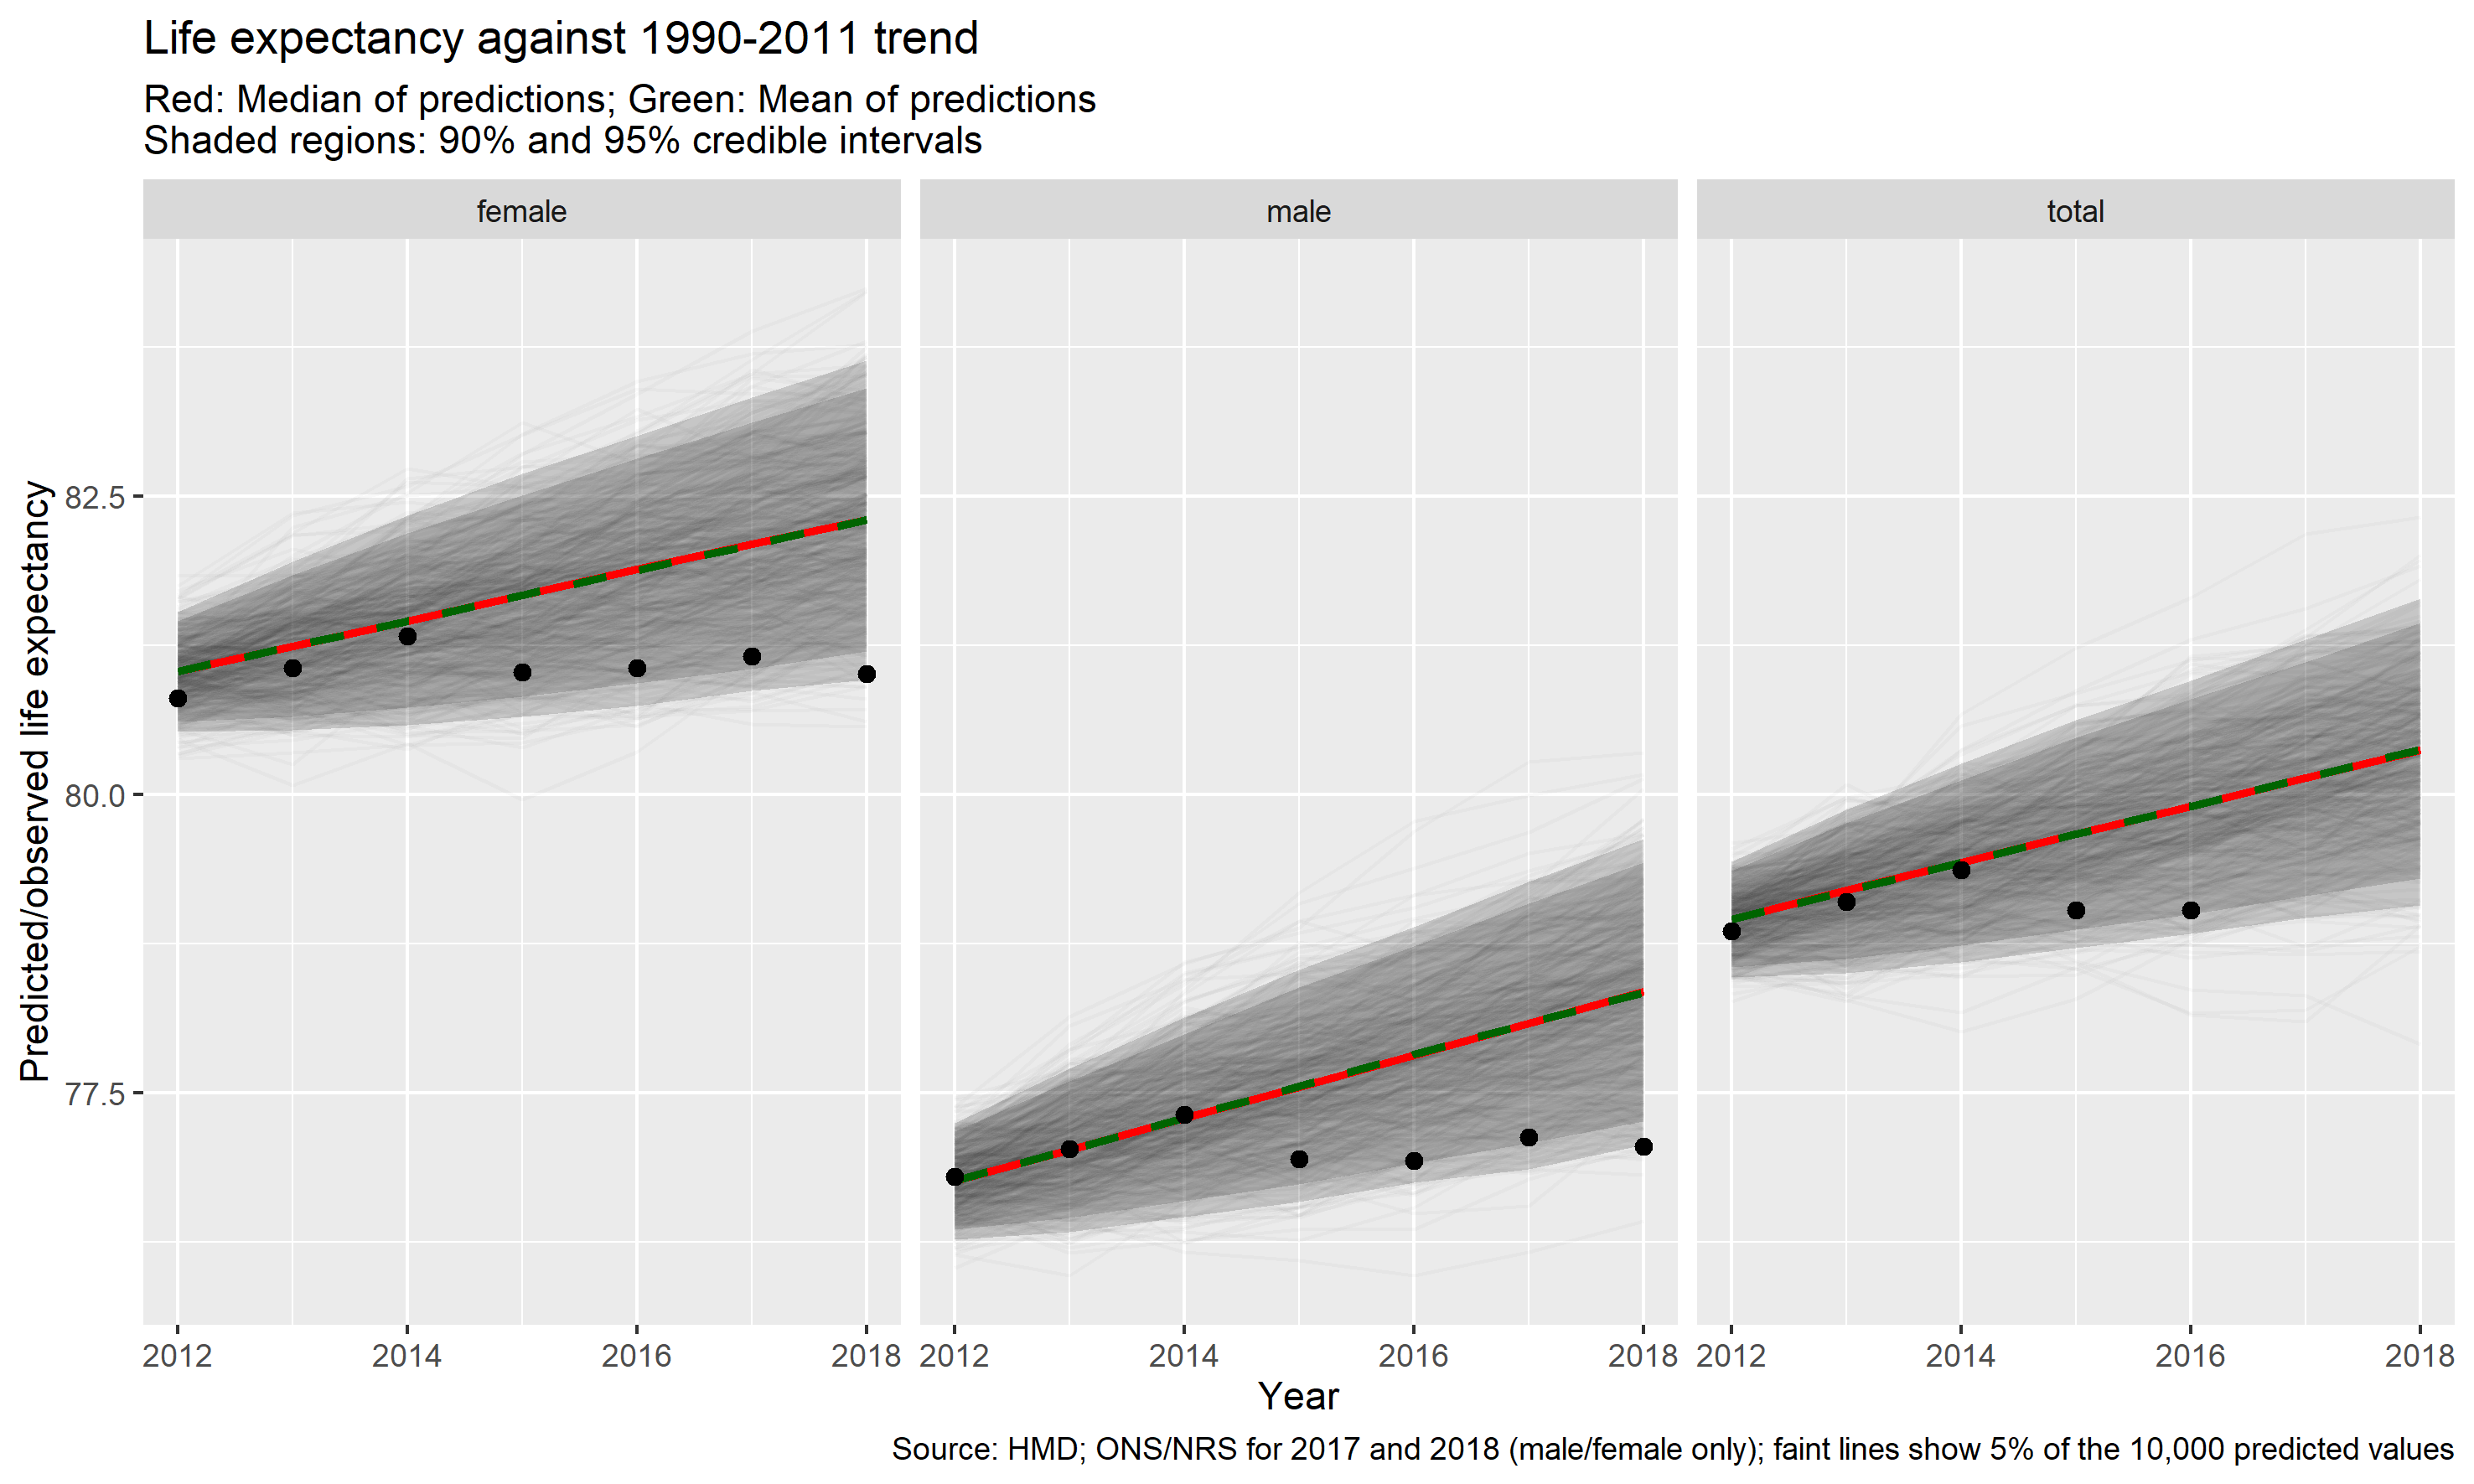 Life expectancy against 1990-2011 trend
Red: Median of predictions; Green: Mean of predictions
Shaded regions: 90% and 95% credible intervals
female
male
total
Predicted/observed life expectancy
82.5
80.0
77.5
2012 2014 2016 2018
2012 2014 2016 2018
2012 2014 2016 2018
Year
Source: HMD; ONS/NRS for 2017 and 2018 (male/female only); faint lines show 5% of the 10,000 predicted values